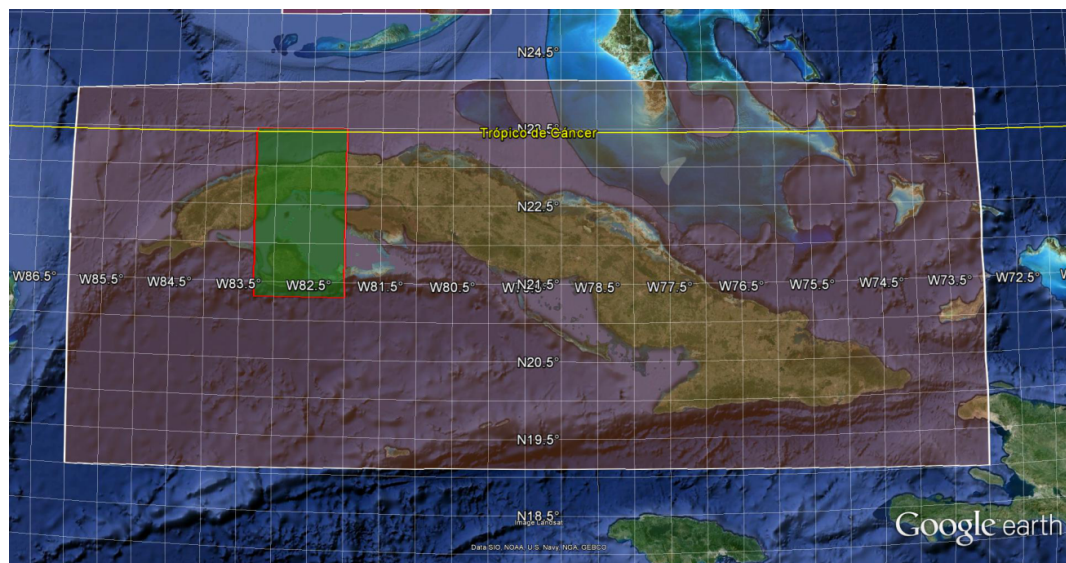 N24.5°
N23.5°
Trópico de Cáncer
N22.5°
W86.5° W85.5° W84.5° W83.5° W82.5° W81.5° W80.5° N21.5° W78.5° W77.5° W76.5° W75.5° W74.5° W73.5° W72.5°
N20.5°
N19.5°
N18.5°
Image Landsat
Google earth
Data SIO, NOAA, U.S. Navy, NGA, GEBCO